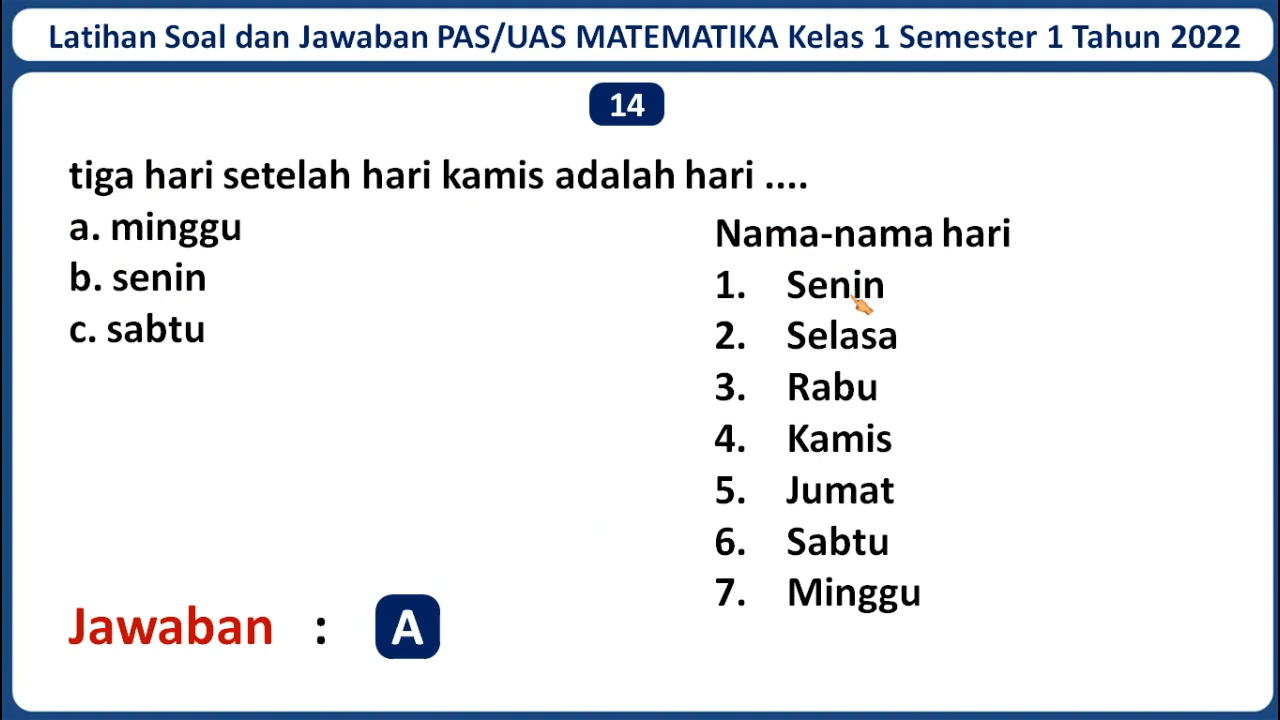 Latihan Soal dan Jawaban PAS/UAS MATEMATIKA Kelas 1 Semester 1 Tahun 2022
14
tiga hari setelah hari kamis adalah hari ....
a. minggu
b. senin
c. sabtu
Nama-nama hari
1. Senin
2. Selasa
3. Rabu
4. Kamis
5. Jumat
6. Sabtu
7. Minggu
Jawaban : A